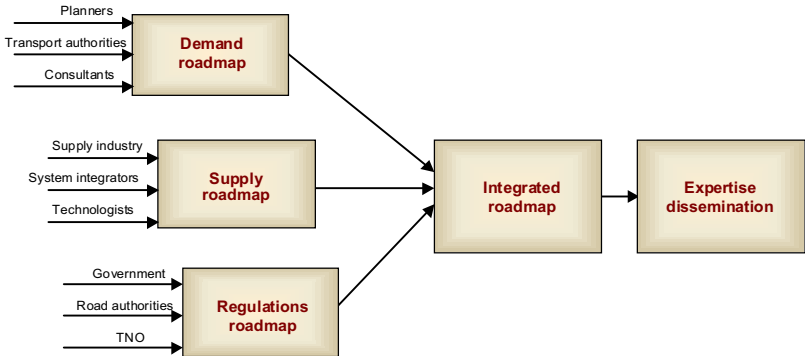 Planners
Transport authorities
Consultants
Demand
roadmap
Supply industry
System integrators
Technologists
Supply
roadmap
Government
Road authorities
TNO
Regulations
roadmap
Integrated
roadmap
Expertise
dissemination